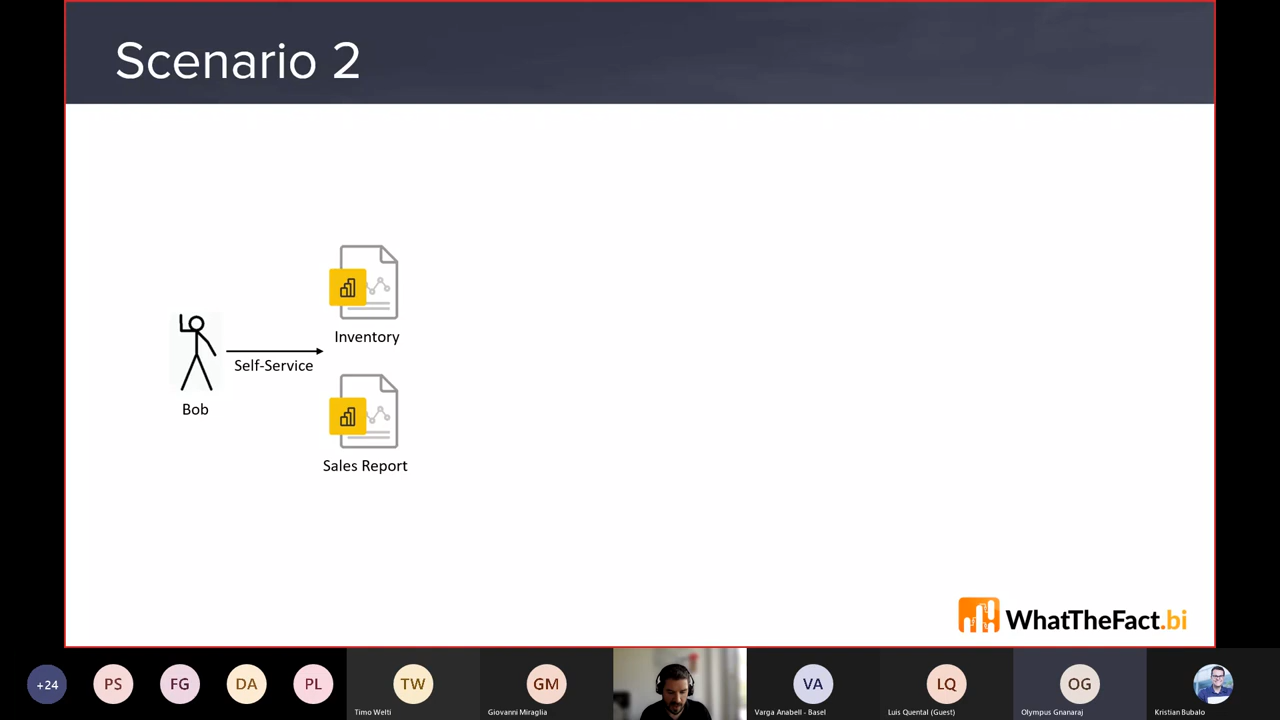 Scenario 2
Inventory
Self-Service
Bob
Sales Report
WhatTheFact.bi
+24
PS
FG
DA
PL
TW
GM
VA
LQ
OG
Timo Welti
Giovanni Miraglia
Varga Anabell - Basel
Luis Quental (Guest)
Olympus Gnanaraj
Kristian Bubalo